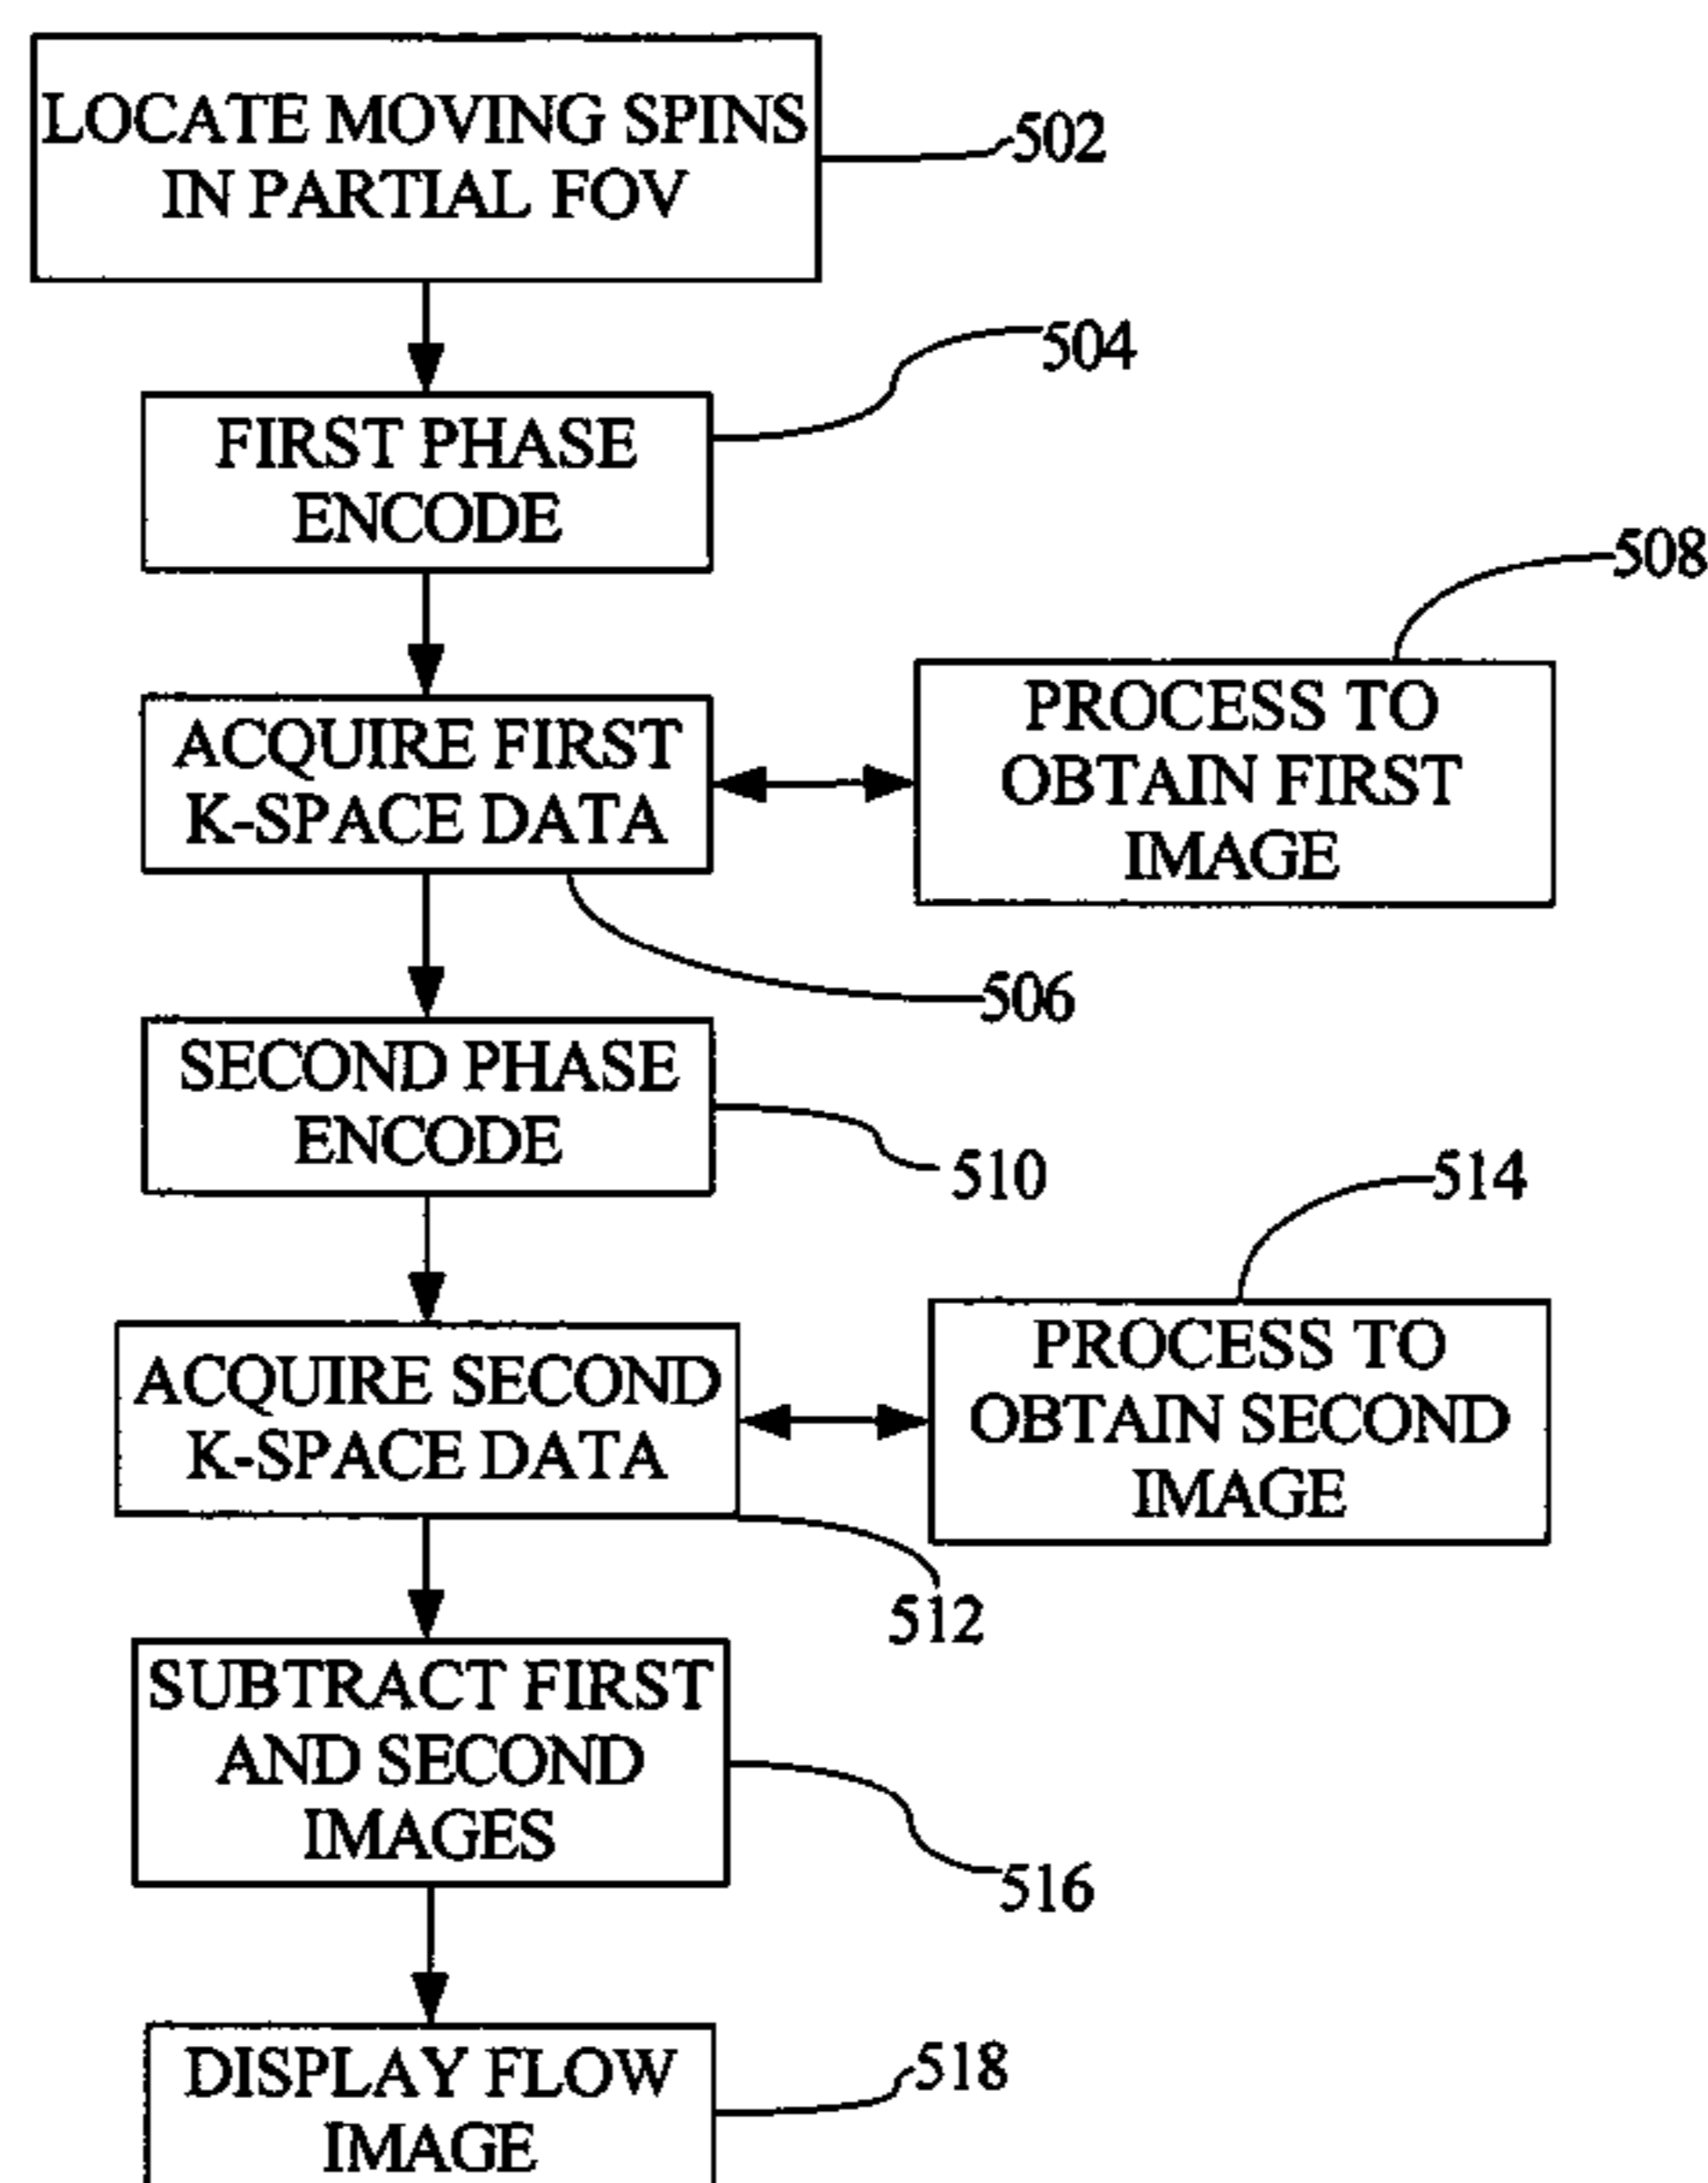 LOCATE MOVING SPINS
IN PARTIAL FOV
502
504
FIRST PHASE
ENCODE
508
ACQUIRE FIRST
K-SPACE DATA
PROCESS TO
OBTAIN FIRST
IMAGE
506
SECOND PHASE
ENCODE
510
514
ACQUIRE SECOND
K-SPACE DATA
PROCESS TO
OBTAIN SECOND
IMAGE
512
SUBTRACT FIRST
AND SECOND
IMAGES
516
DISPLAY FLOW
IMAGE
518